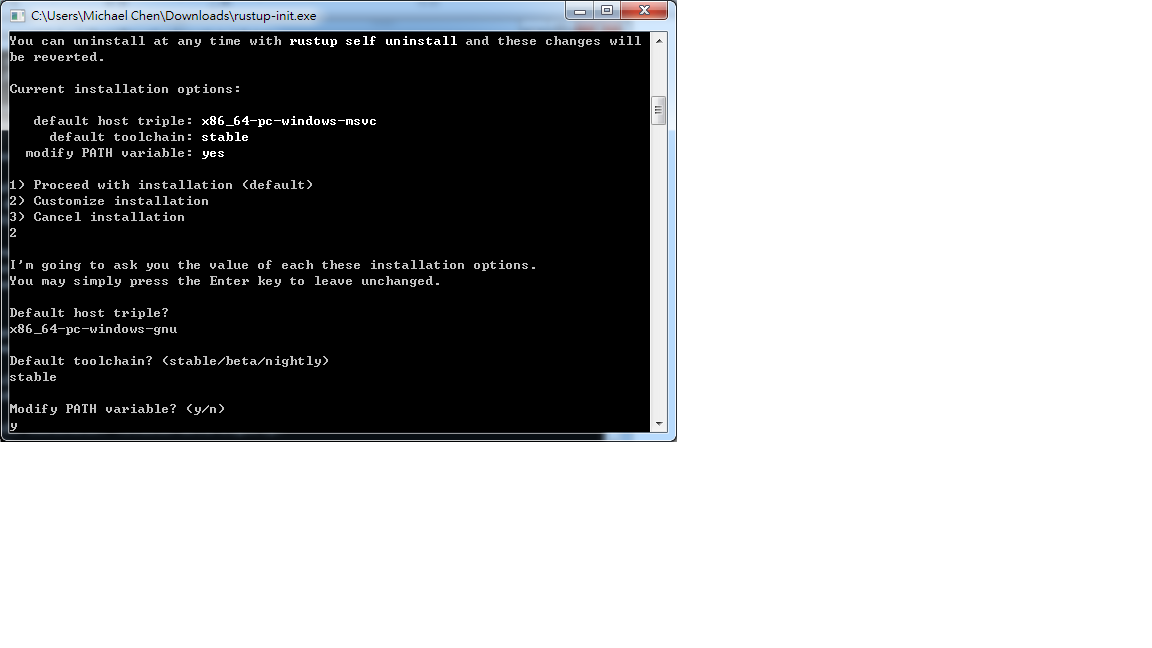 C:\Users\Michael Chen\Downloads\rustup-init.exe
You can uninstall at any time with rustup self uninstall and these changes will
be reverted.
Current installation options:
default host triple: x86_64-pc-windows-msvc
default toolchain: stable
modify PATH variable: yes
1) Proceed with installation (default)
2) Customize installation
3) Cancel installation
2
I'm going to ask you the value of each these installation options.
You may simply press the Enter key to leave unchanged.
Default host triple?
x86_64-pc-windows-gnu
Default toolchain? (stable/beta/nightly)
stable
Modify PATH variable? (y/n)
y